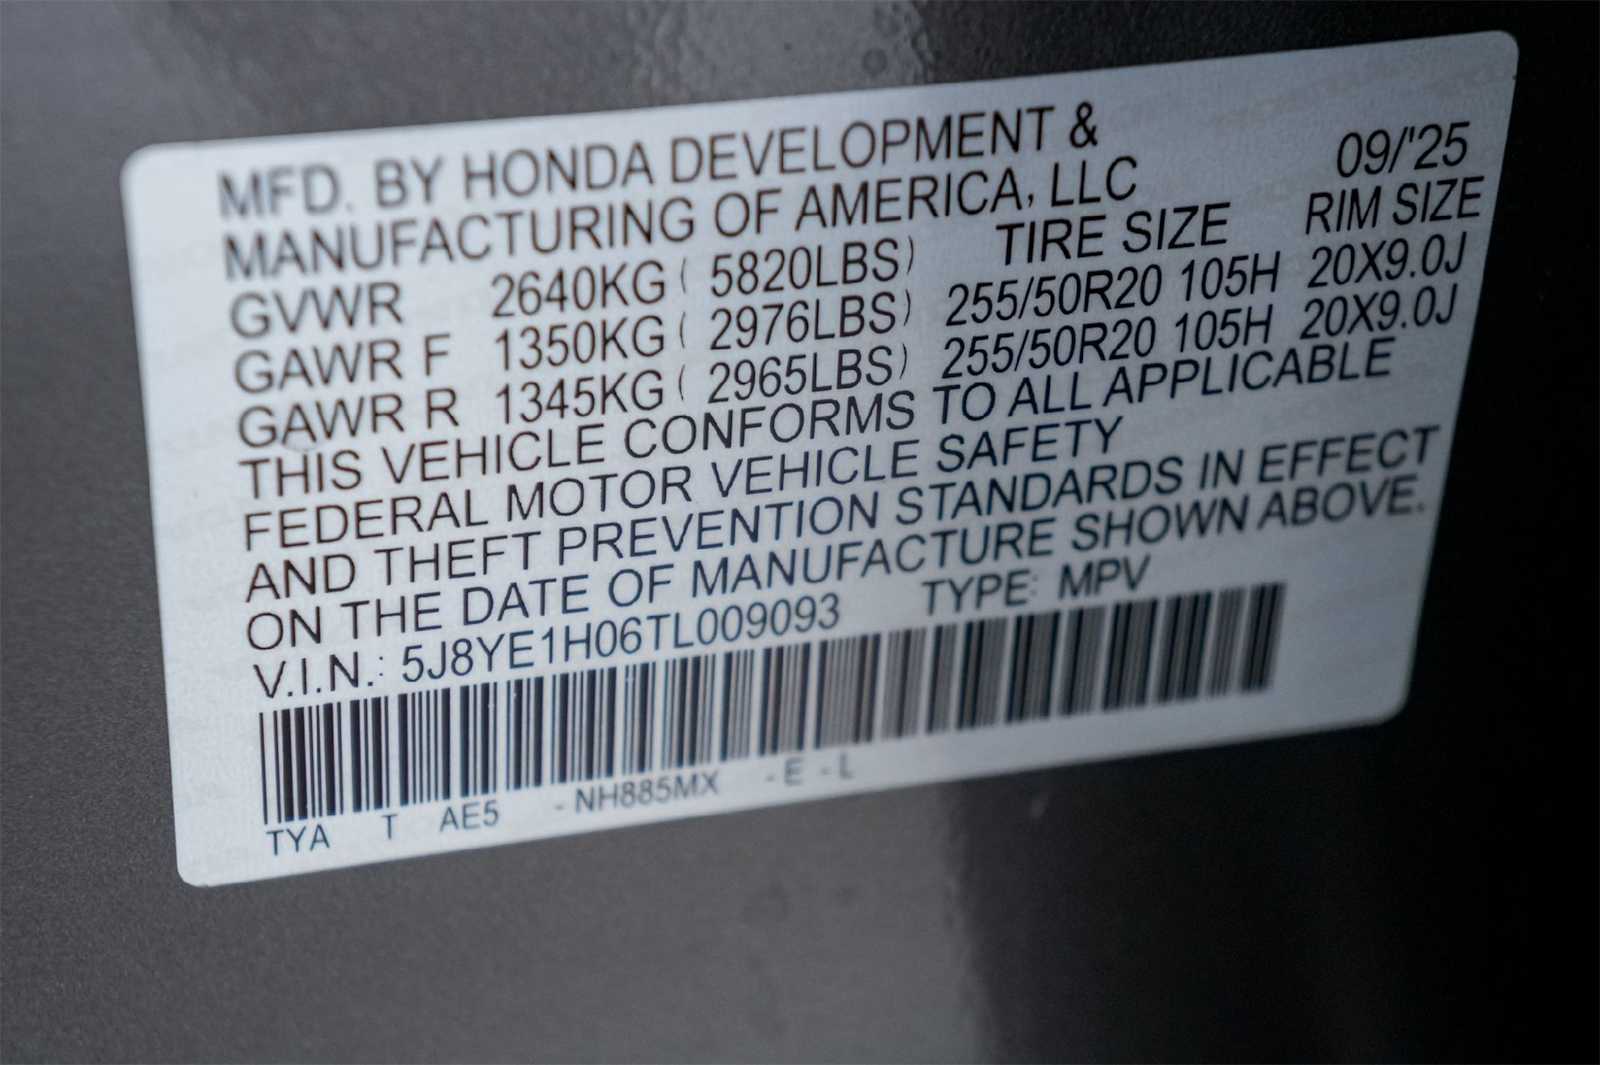 MFD. BY HONDA DEVELOPMENT &
MANUFACTURING OF AMERICA, LLC 09/'25
GVWR 2640KG ( 5820LBS) TIRE SIZE RIM SIZE
GAWR F 1350KG ( 2976LBS) 255/50R20 105H 20X9.0J
GAWR R 1345KG ( 2965LBS) 255/50R20 105H 20X9.0J
THIS VEHICLE CONFORMS TO ALL APPLICABLE
FEDERAL MOTOR VEHICLE SAFETY
AND THEFT PREVENTION STANDARDS IN EFFECT
ON THE DATE OF MANUFACTURE SHOWN ABOVE.
V.I.N.: 5J8YE1H06TL009093 TYPE: MPV
TYA T AE5 -NH885MX -E -L